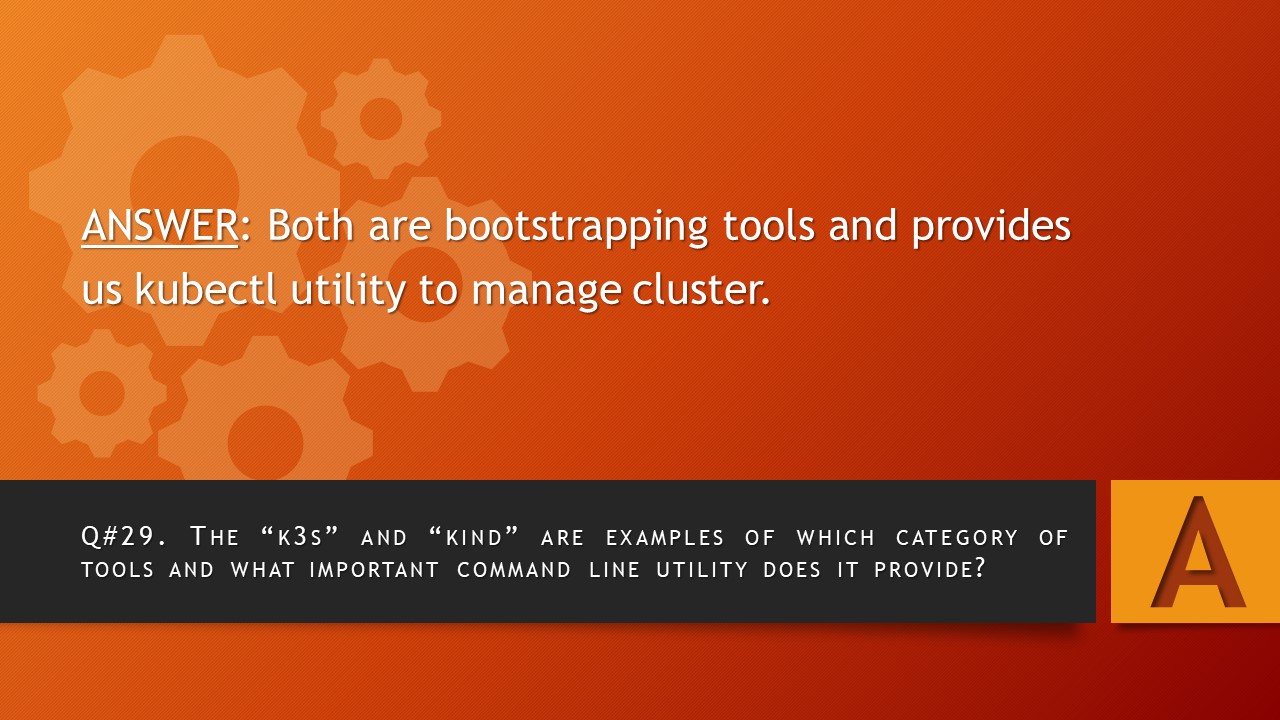 ANSWER: Both are bootstrapping tools and provides
us kubectl utility to manage cluster.
Q#29. The “k3s” and “kind” are examples of which category of
tools and what important command line utility does it provide?
A